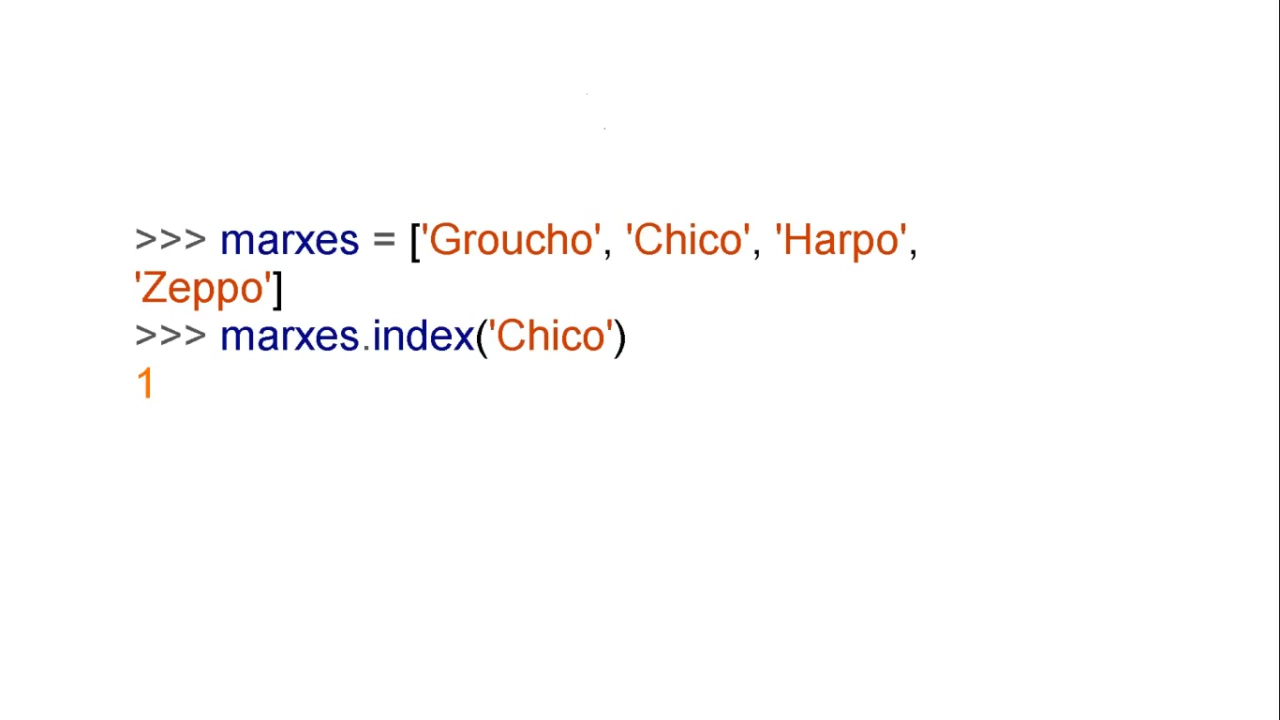 >>> marxes = ['Groucho', 'Chico', 'Harpo',
'Zeppo']
>>> marxes.index('Chico')
1